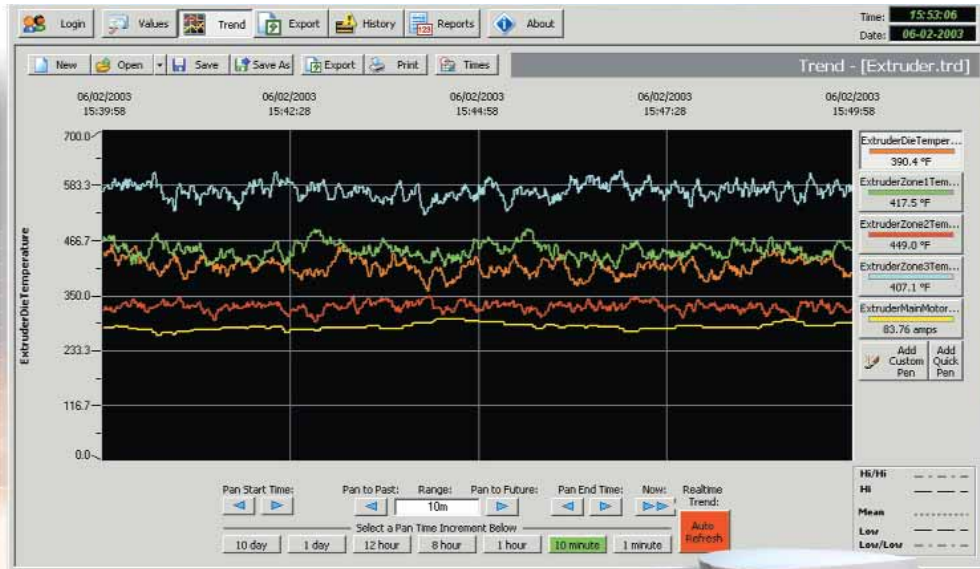 Login Values Trend Export History Reports About
Time: 15:53:06
Date: 06-02-2003
New Open Save Save As Export Print Times
Trend - [Extruder.trd]
06/02/2003 06/02/2003 06/02/2003 06/02/2003 06/02/2003
15:39:58 15:42:28 15:44:58 15:47:28 15:49:58
ExtruderDieTemperature
700.0
583.3
466.7
350.0
233.3
116.7
0.0
ExtruderDieTemper...
390.4 °F
ExtruderZone1Tem...
417.5 °F
ExtruderZone2Tem...
449.0 °F
ExtruderZone3Tem...
407.1 °F
ExtruderMainMotor...
83.76 amps
Add Custom Pen
Add Quick Pen
Pan Start Time: Pan to Past: Range: Pan to Future: Pan End Time: Now: Realtime Trend:
10m
Select a Pan Time Increment Below
10 day 1 day 12 hour 8 hour 1 hour 10 minute 1 minute
Auto Refresh
Hi/Hi
Hi
Mean
Low
Low/Low
123